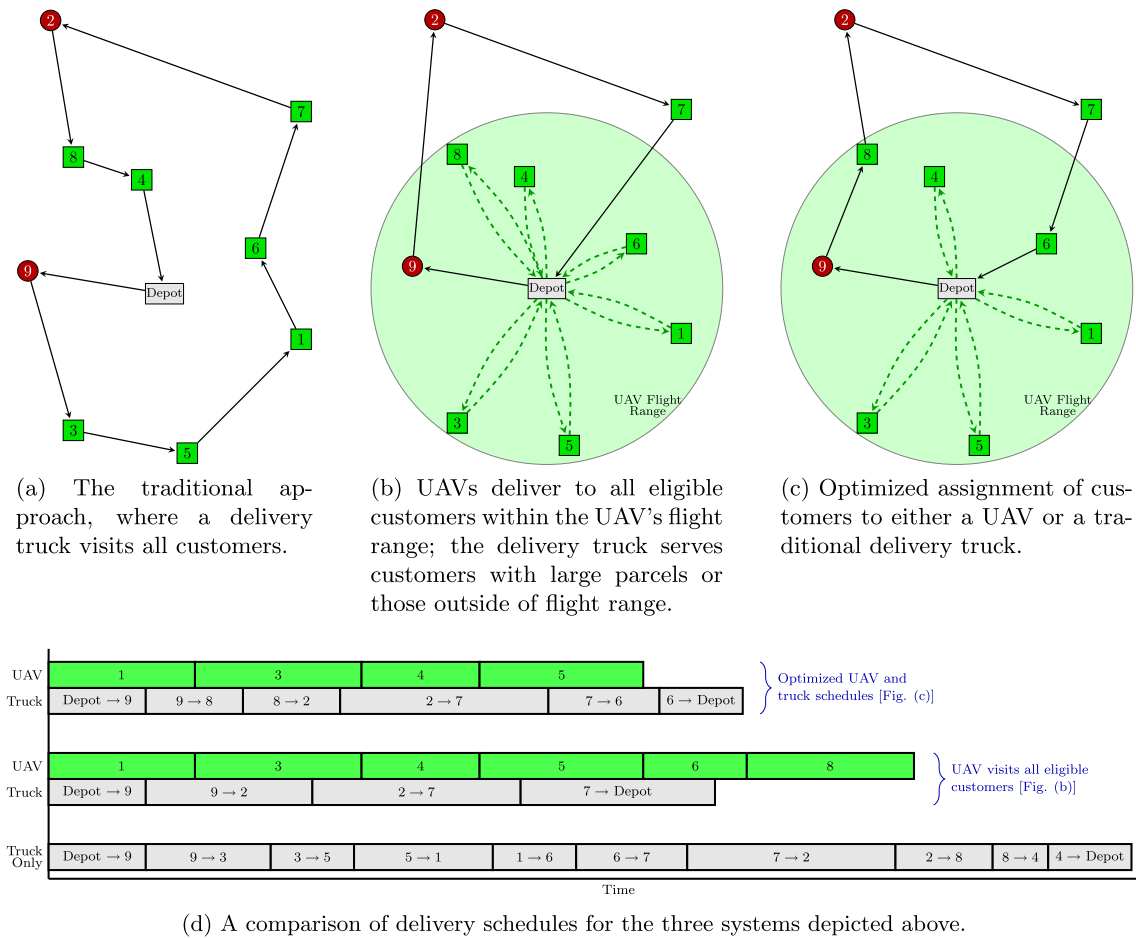 2
7
8
4
6
9
Depot
1
3
5
2
7
8
4
6
9
Depot
1
UAV Flight
Range
3
5
2
7
8
4
6
9
Depot
1
UAV Flight
Range
3
5
(a) The traditional ap-
proach, where a delivery
truck visits all customers.
(b) UAVs deliver to all eligible
customers within the UAV's flight
range; the delivery truck serves
customers with large parcels or
those outside of flight range.
(c) Optimized assignment of cus-
tomers to either a UAV or a tra-
ditional delivery truck.
UAV 1 3 4 5
Truck Depot → 9 9 → 8 8 → 2 2 → 7 7 → 6 6 → Depot
Optimized UAV and
truck schedules [Fig. (c)]
UAV 1 3 4 5 6 8
Truck Depot → 9 9 → 2 2 → 7 7 → Depot
UAV visits all eligible
customers [Fig. (b)]
Truck
Only
Depot → 9 9 → 3 3 → 5 5 → 1 1 → 6 6 → 7 7 → 2 2 → 8 8 → 4 4 → Depot
Time
(d) A comparison of delivery schedules for the three systems depicted above.